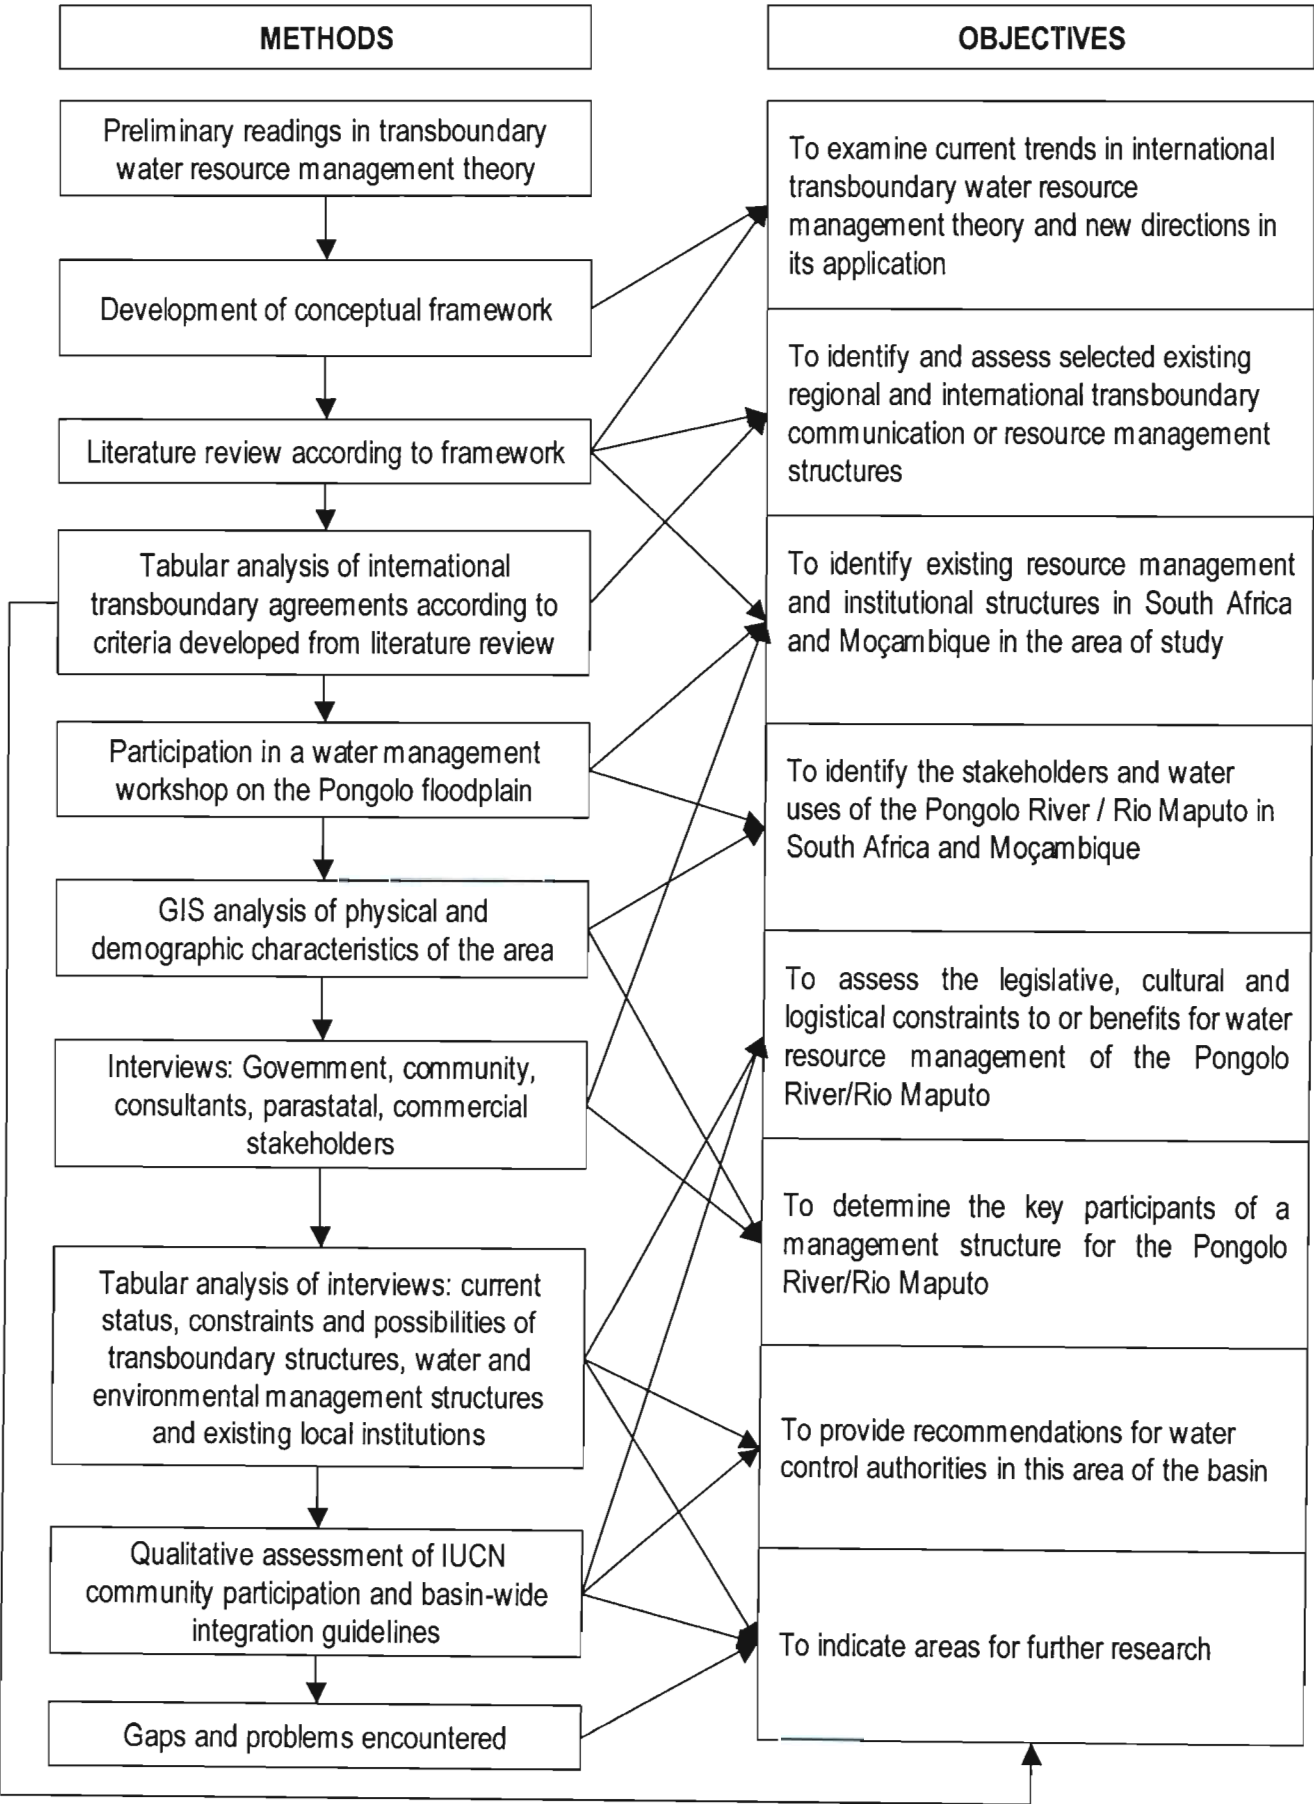 METHODS
Preliminary readings in transboundary
water resource management theory
Development of conceptual framework
Literature review according to framework
Tabular analysis of international
transboundary agreements according to
criteria developed from literature review
Participation in a water management
workshop on the Pongolo floodplain
GIS analysis of physical and
demographic characteristics of the area
Interviews: Government, community,
consultants, parastatal, commercial
stakeholders
Tabular analysis of interviews: current
status, constraints and possibilities of
transboundary structures, water and
environmental management structures
and existing local institutions
Qualitative assessment of IUCN
community participation and basin-wide
integration guidelines
Gaps and problems encountered
OBJECTIVES
To examine current trends in international
transboundary water resource
management theory and new directions in
its application
To identify and assess selected existing
regional and international transboundary
communication or resource management
structures
To identify existing resource management
and institutional structures in South Africa
and Moçambique in the area of study
To identify the stakeholders and water
uses of the Pongolo River / Rio Maputo in
South Africa and Moçambique
To assess the legislative, cultural and
logistical constraints to or benefits for water
resource management of the Pongolo
River/Rio Maputo
To determine the key participants of a
management structure for the Pongolo
River/Rio Maputo
To provide recommendations for water
control authorities in this area of the basin
To indicate areas for further research